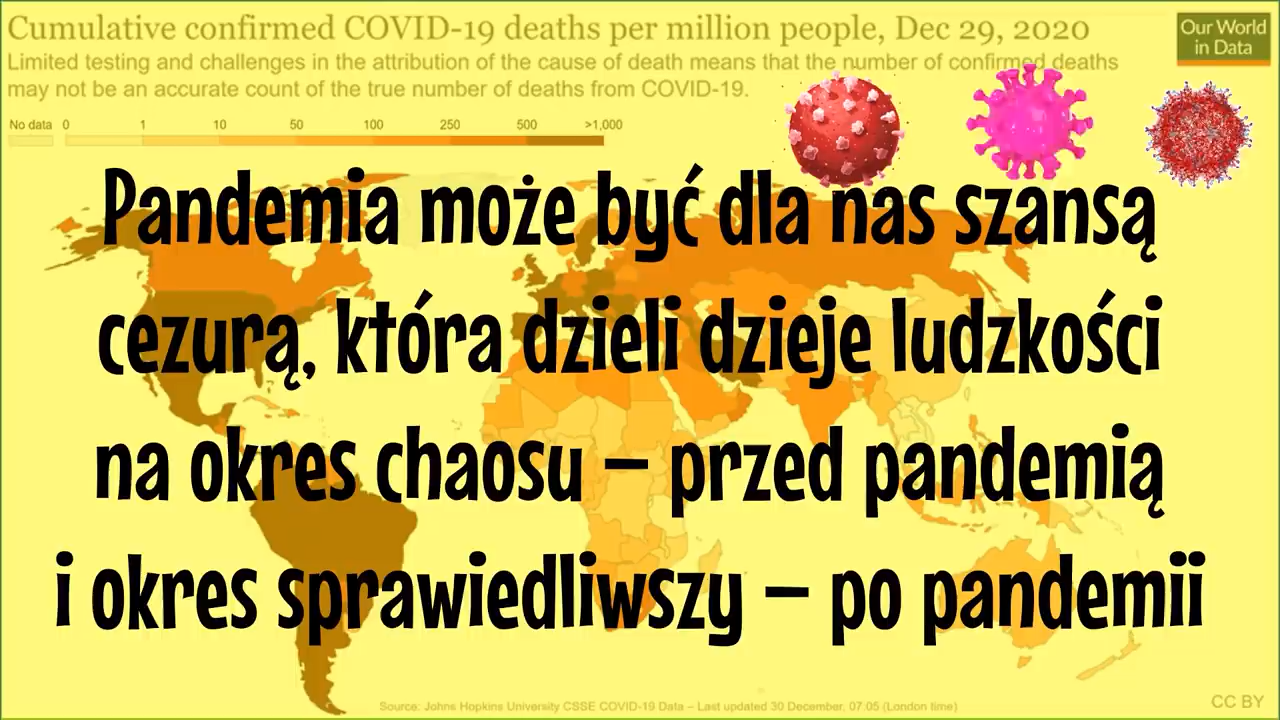 Cumulative confirmed COVID-19 deaths per million people, Dec 29, 2020
Our World
in Data
Limited testing and challenges in the attribution of the cause of death means that the number of confirmed deaths
may not be an accurate count of the true number of deaths from COVID-19.
No data 0 1 10 50 100 250 500 >1,000
Pandemia może być dla nas szansą
cezurą, która dzieli dzieje ludzkości
na okres chaosu – przed pandemią
i okres sprawiedliwszy – po pandemii
Source: Johns Hopkins University CSSE COVID-19 Data – Last updated 30 December, 07:05 (London time)
CC BY